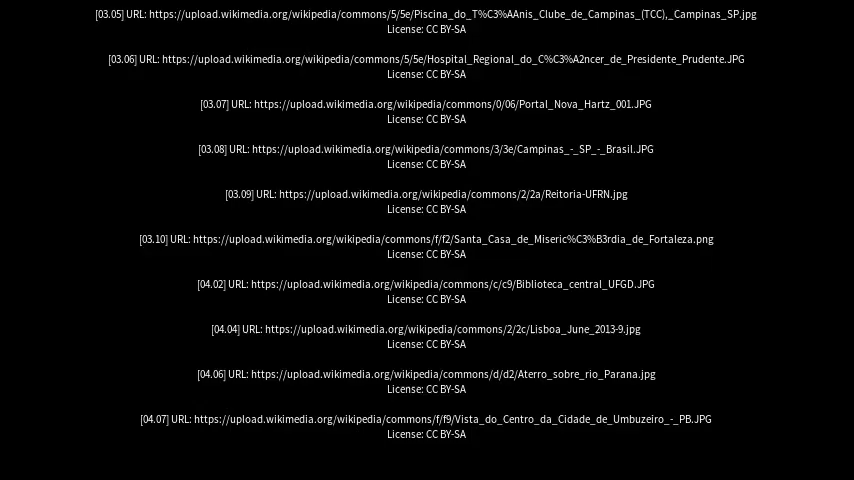 [03.05] URL: https://upload.wikimedia.org/wikipedia/commons/5/5e/Piscina_do_T%C3%AAnis_Clube_de_Campinas_(TCC),_Campinas_SP.jpg
License: CC BY-SA
[03.06] URL: https://upload.wikimedia.org/wikipedia/commons/5/5e/Hospital_Regional_do_C%C3%A2ncer_de_Presidente_Prudente.JPG
License: CC BY-SA
[03.07] URL: https://upload.wikimedia.org/wikipedia/commons/0/06/Portal_Nova_Hartz_001.JPG
License: CC BY-SA
[03.08] URL: https://upload.wikimedia.org/wikipedia/commons/3/3e/Campinas_-_SP_-_Brasil.JPG
License: CC BY-SA
[03.09] URL: https://upload.wikimedia.org/wikipedia/commons/2/2a/Reitoria-UFRN.jpg
License: CC BY-SA
[03.10] URL: https://upload.wikimedia.org/wikipedia/commons/f/f2/Santa_Casa_de_Miseric%C3%B3rdia_de_Fortaleza.png
License: CC BY-SA
[04.02] URL: https://upload.wikimedia.org/wikipedia/commons/c/c9/Biblioteca_central_UFGD.JPG
License: CC BY-SA
[04.04] URL: https://upload.wikimedia.org/wikipedia/commons/2/2c/Lisboa_June_2013-9.jpg
License: CC BY-SA
[04.06] URL: https://upload.wikimedia.org/wikipedia/commons/d/d2/Aterro_sobre_rio_Parana.jpg
License: CC BY-SA
[04.07] URL: https://upload.wikimedia.org/wikipedia/commons/f/f9/Vista_do_Centro_da_Cidade_de_Umbuzeiro_-_PB.JPG
License: CC BY-SA